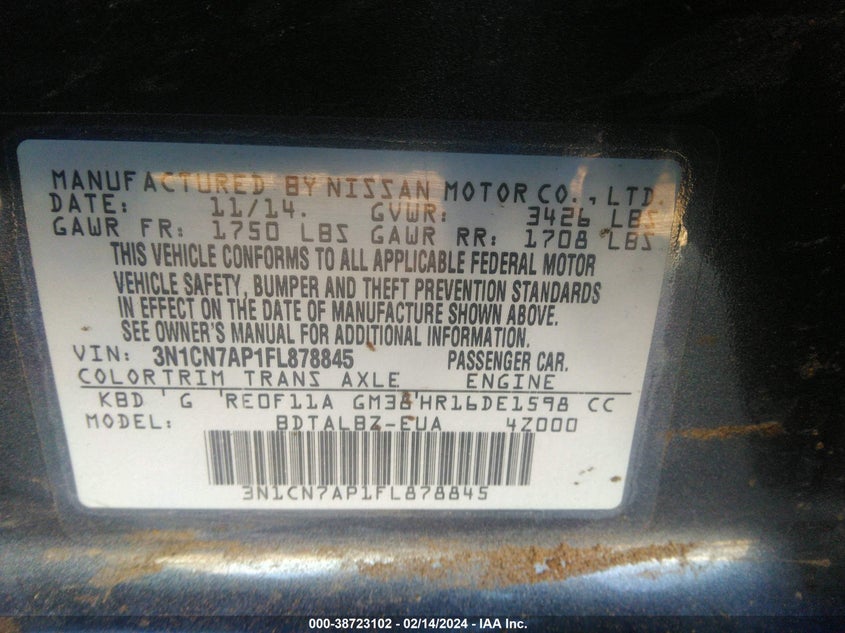 MANUFACTURED BY NISSAN MOTOR CO., LTD.
DATE: 11/14. GVWR: 3426 LBS
GAWR FR: 1750 LBS GAWR RR: 1708 LBS
THIS VEHICLE CONFORMS TO ALL APPLICABLE FEDERAL MOTOR
VEHICLE SAFETY, BUMPER AND THEFT PREVENTION STANDARDS
IN EFFECT ON THE DATE OF MANUFACTURE SHOWN ABOVE.
SEE OWNER'S MANUAL FOR ADDITIONAL INFORMATION.
VIN: 3N1CN7AP1FL878845 PASSENGER CAR.
COLORTRIM TRANS AXLE ENGINE
KBD 'G 'RE0F11A GM38'HR16DE1598 CC
MODEL: BDTALBZ-EUA 4Z000
3N1CN7AP1FL878845
000-38723102 - 02/14/2024 - IAA Inc.